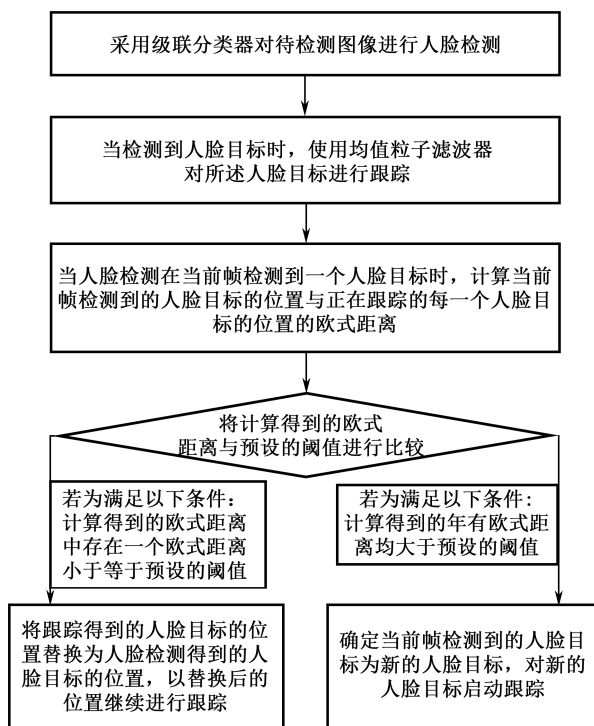 采用级联分类器对待检测图像进行人脸检测
当检测到人脸目标时，使用均值粒子滤波器
对所述人脸目标进行跟踪
当人脸检测在当前帧检测到一个人脸目标时，计算当前
帧检测到的人脸目标的位置与正在跟踪的每一个人脸目
标的位置的欧式距离
将计算得到的欧式
距离与预设的阈值进行比较
若为满足以下条件：
计算得到的欧式距离
中存在一个欧式距离
小于等于预设的阈值
若为满足以下条件:
计算得到的年有欧式距
离均大于预设的阈值
将跟踪得到的人脸目标的位
置替换为人脸检测得到的人
脸目标的位置，以替换后的
位置继续进行跟踪
确定当前帧检测到的人脸目
标为新的人脸目标，对新的
人脸目标启动跟踪